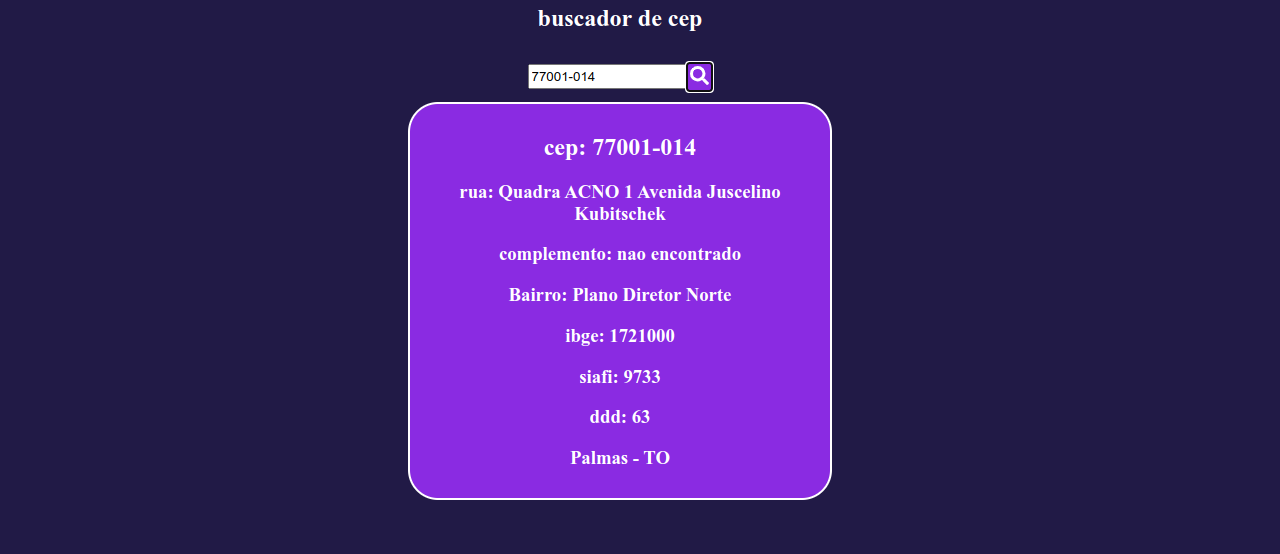 buscador de cep
77001-014
cep: 77001-014
rua: Quadra ACNO 1 Avenida Juscelino
Kubitschek
complemento: nao encontrado
Bairro: Plano Diretor Norte
ibge: 1721000
siafi: 9733
ddd: 63
Palmas - TO